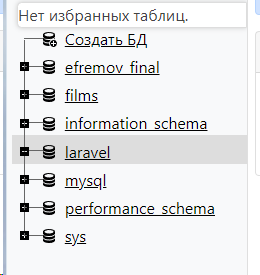 Нет избранных таблиц.
Создать БД
efremov_final
films
information_schema
laravel
mysql
performance_schema
sys